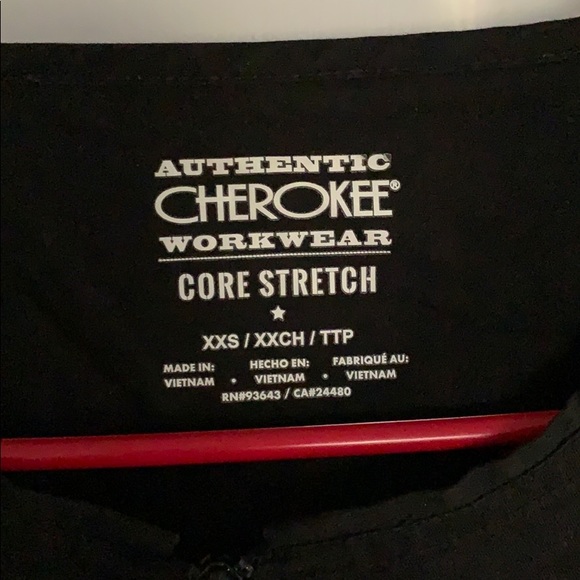 AUTHENTIC
CHEROKEE®
WORKWEAR
CORE STRETCH
XXS / XXCH / TTP
MADE IN: HECHO EN: FABRIQUÉ AU:
VIETNAM • VIETNAM • VIETNAM
RN#93643 / CA#24480